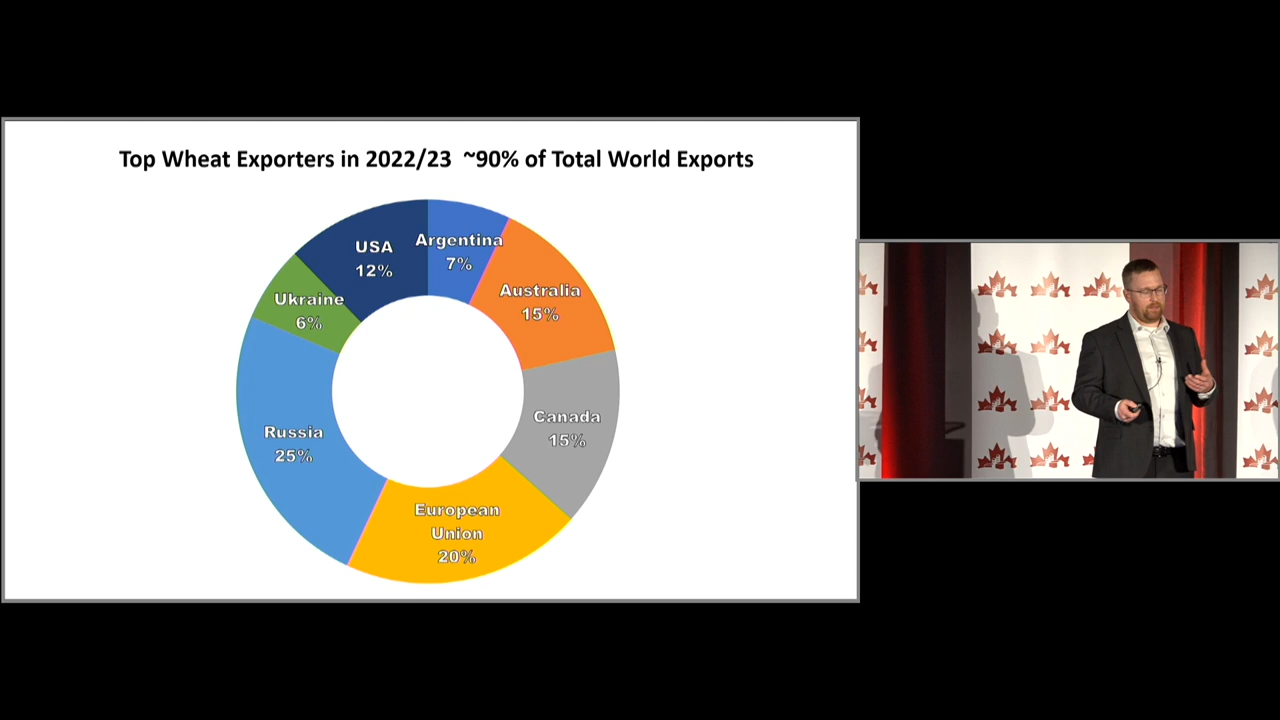 Top Wheat Exporters in 2022/23 ~90% of Total World Exports
USA
12%
Argentina
7%
Australia
15%
Ukraine
6%
Canada
15%
Russia
25%
European
Union
20%